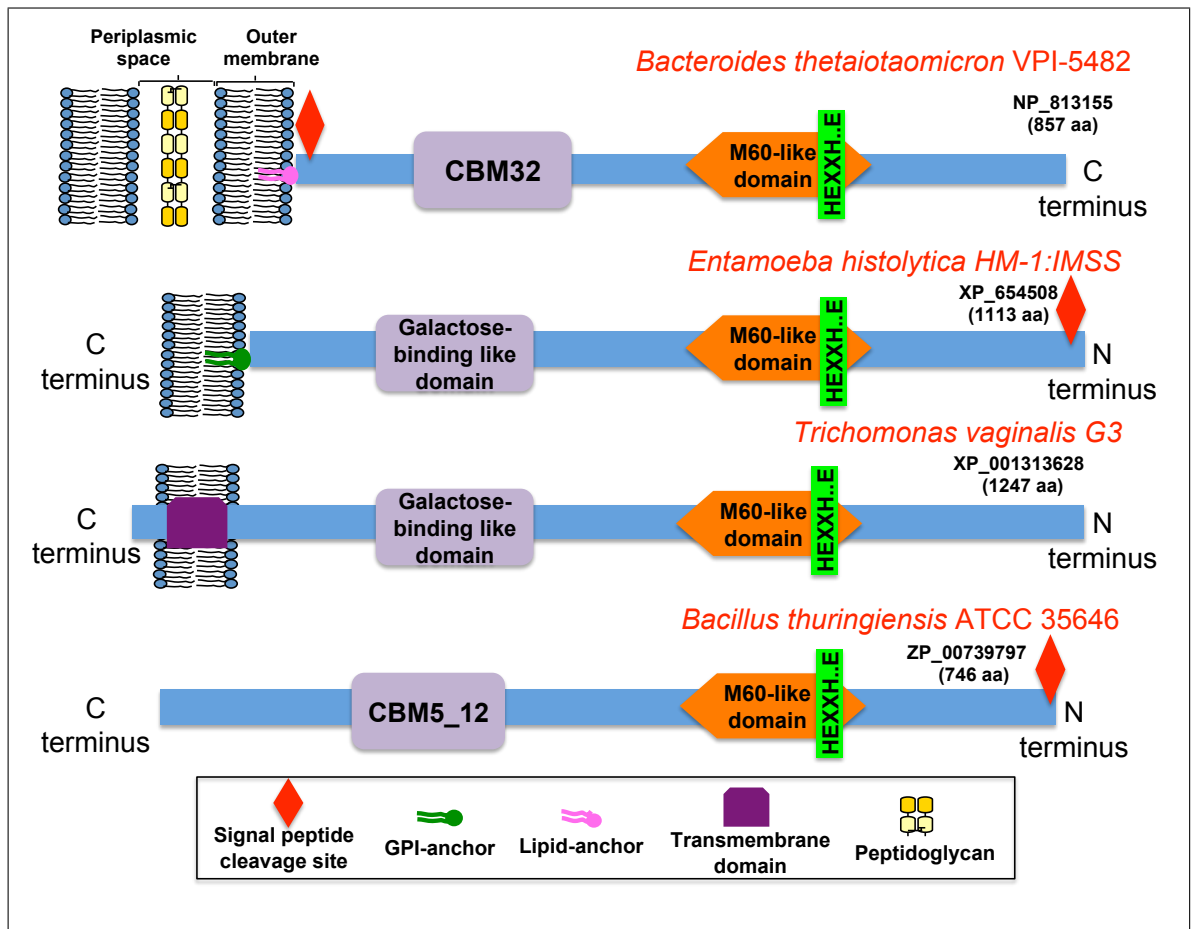 Periplasmic space
Outer membrane
Bacteroides thetaiotaomicron VPI-5482
NP_813155
(857 aa)
CBM32
M60-like
domain
HEXXH..E
C
terminus
Entamoeba histolytica HM-1:IMSS
XP_654508
(1113 aa)
C
terminus
Galactose-
binding like
domain
M60-like
domain
HEXXH..E
N
terminus
Trichomonas vaginalis G3
XP_001313628
(1247 aa)
C
terminus
Galactose-
binding like
domain
M60-like
domain
HEXXH..E
N
terminus
Bacillus thuringiensis ATCC 35646
ZP_00739797
(746 aa)
C
terminus
CBM5_12
M60-like
domain
HEXXH..E
N
terminus
Signal peptide
cleavage site
GPI-anchor
Lipid-anchor
Transmembrane
domain
Peptidoglycan